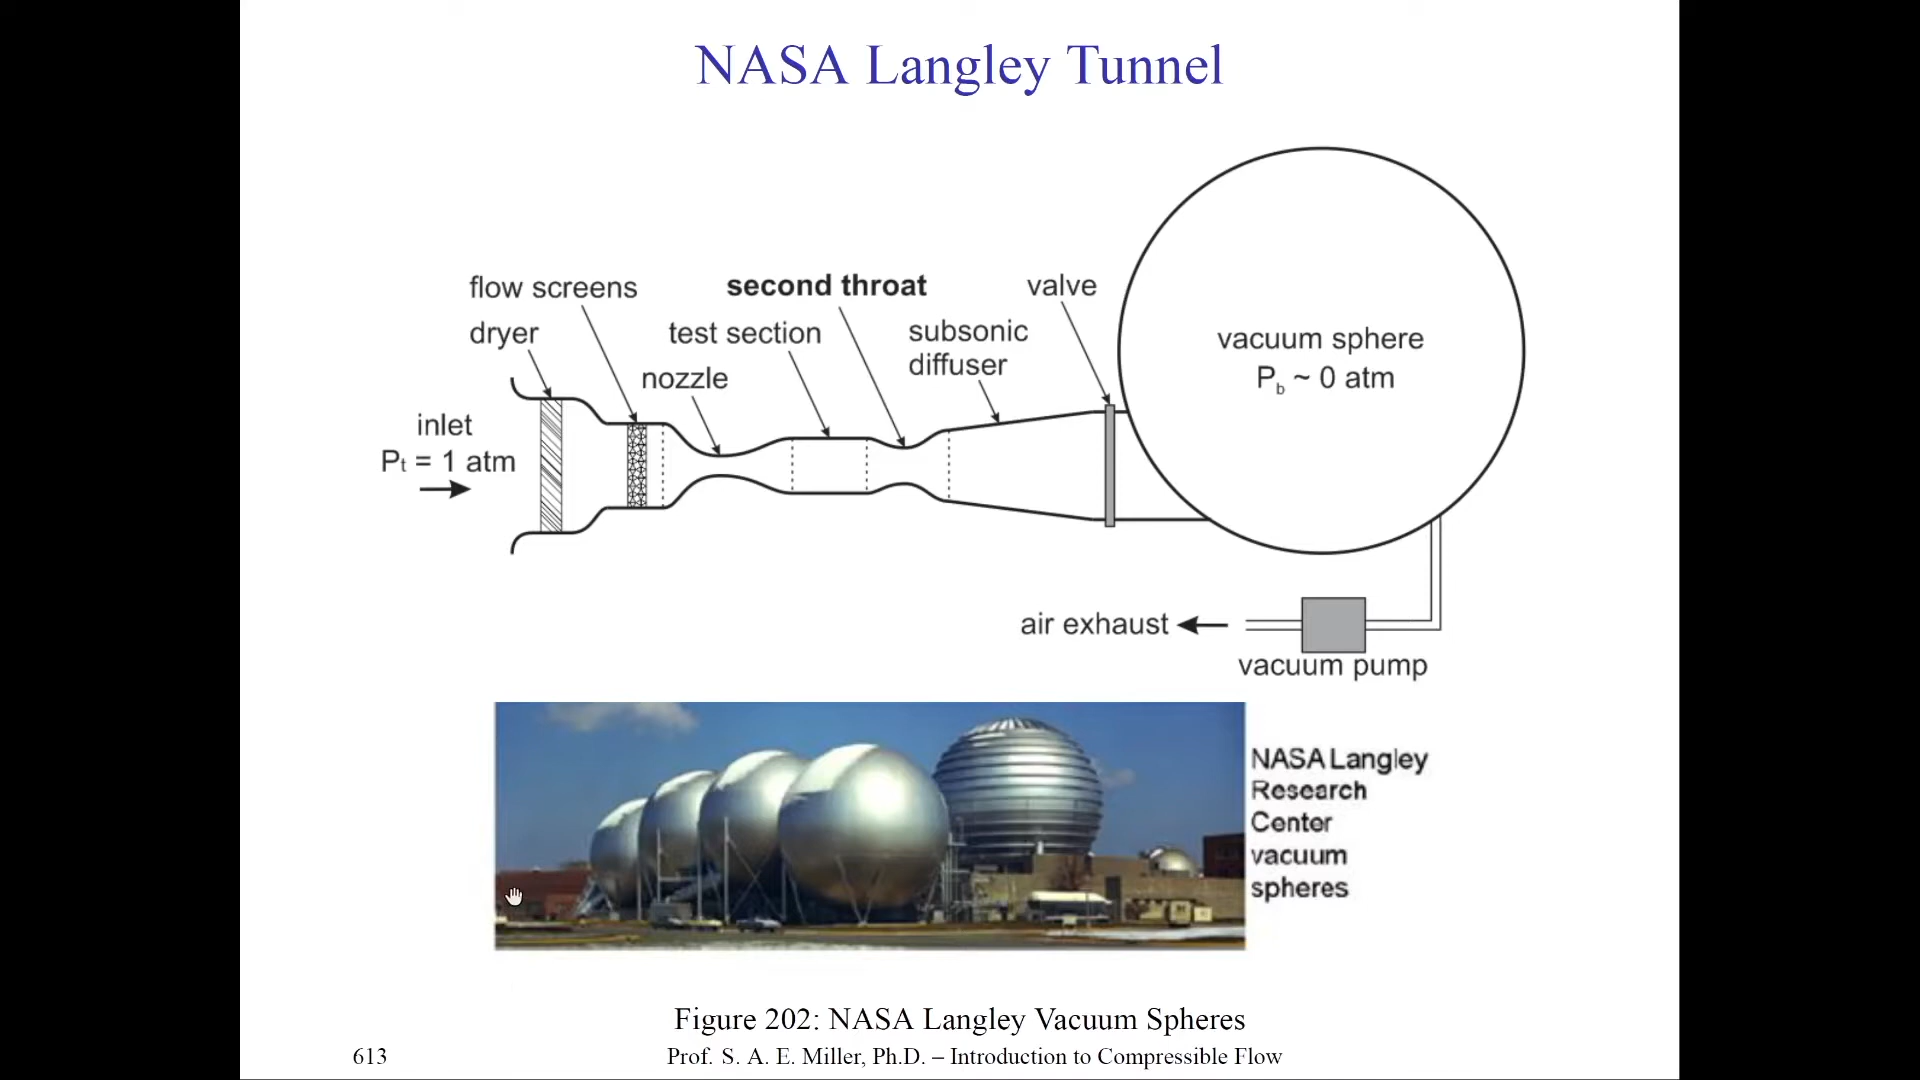 NASA Langley Tunnel
flow screens
second throat
valve
dryer
test section
subsonic
diffuser
nozzle
vacuum sphere
P_b ~ 0 atm
inlet
Pt = 1 atm
air exhaust
vacuum pump
NASA Langley
Research
Center
vacuum
spheres
Figure 202: NASA Langley Vacuum Spheres
613
Prof. S. A. E. Miller, Ph.D. – Introduction to Compressible Flow